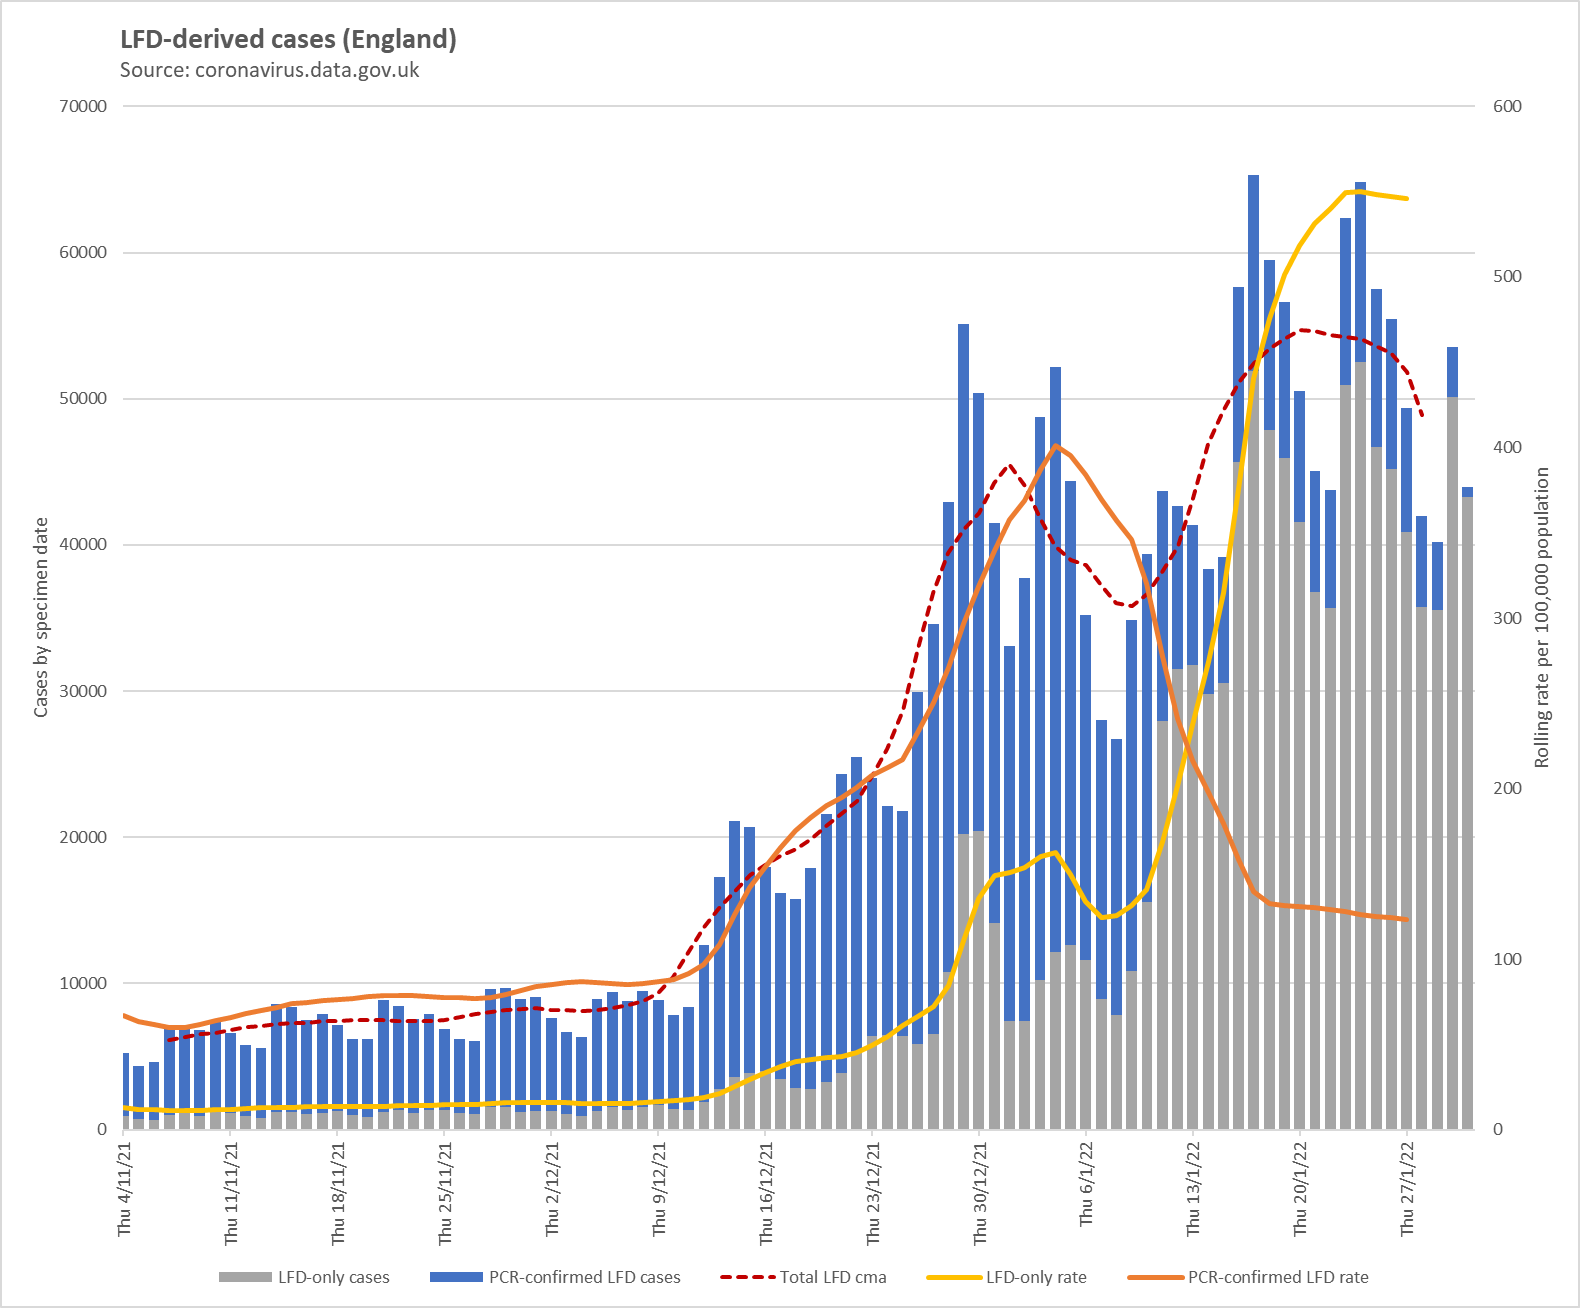 LFD-derived cases (England)
Source: coronavirus.data.gov.uk
70000
60000
50000
40000
30000
20000
10000
0
Cases by specimen date
600
500
400
300
200
100
0
Rolling rate per 100,000 population
Thu 4/11/21
Thu 11/11/21
Thu 18/11/21
Thu 25/11/21
Thu 2/12/21
Thu 9/12/21
Thu 16/12/21
Thu 23/12/21
Thu 30/12/21
Thu 6/1/22
Thu 13/1/22
Thu 20/1/22
Thu 27/1/22
LFD-only cases
PCR-confirmed LFD cases
Total LFD cma
LFD-only rate
PCR-confirmed LFD rate